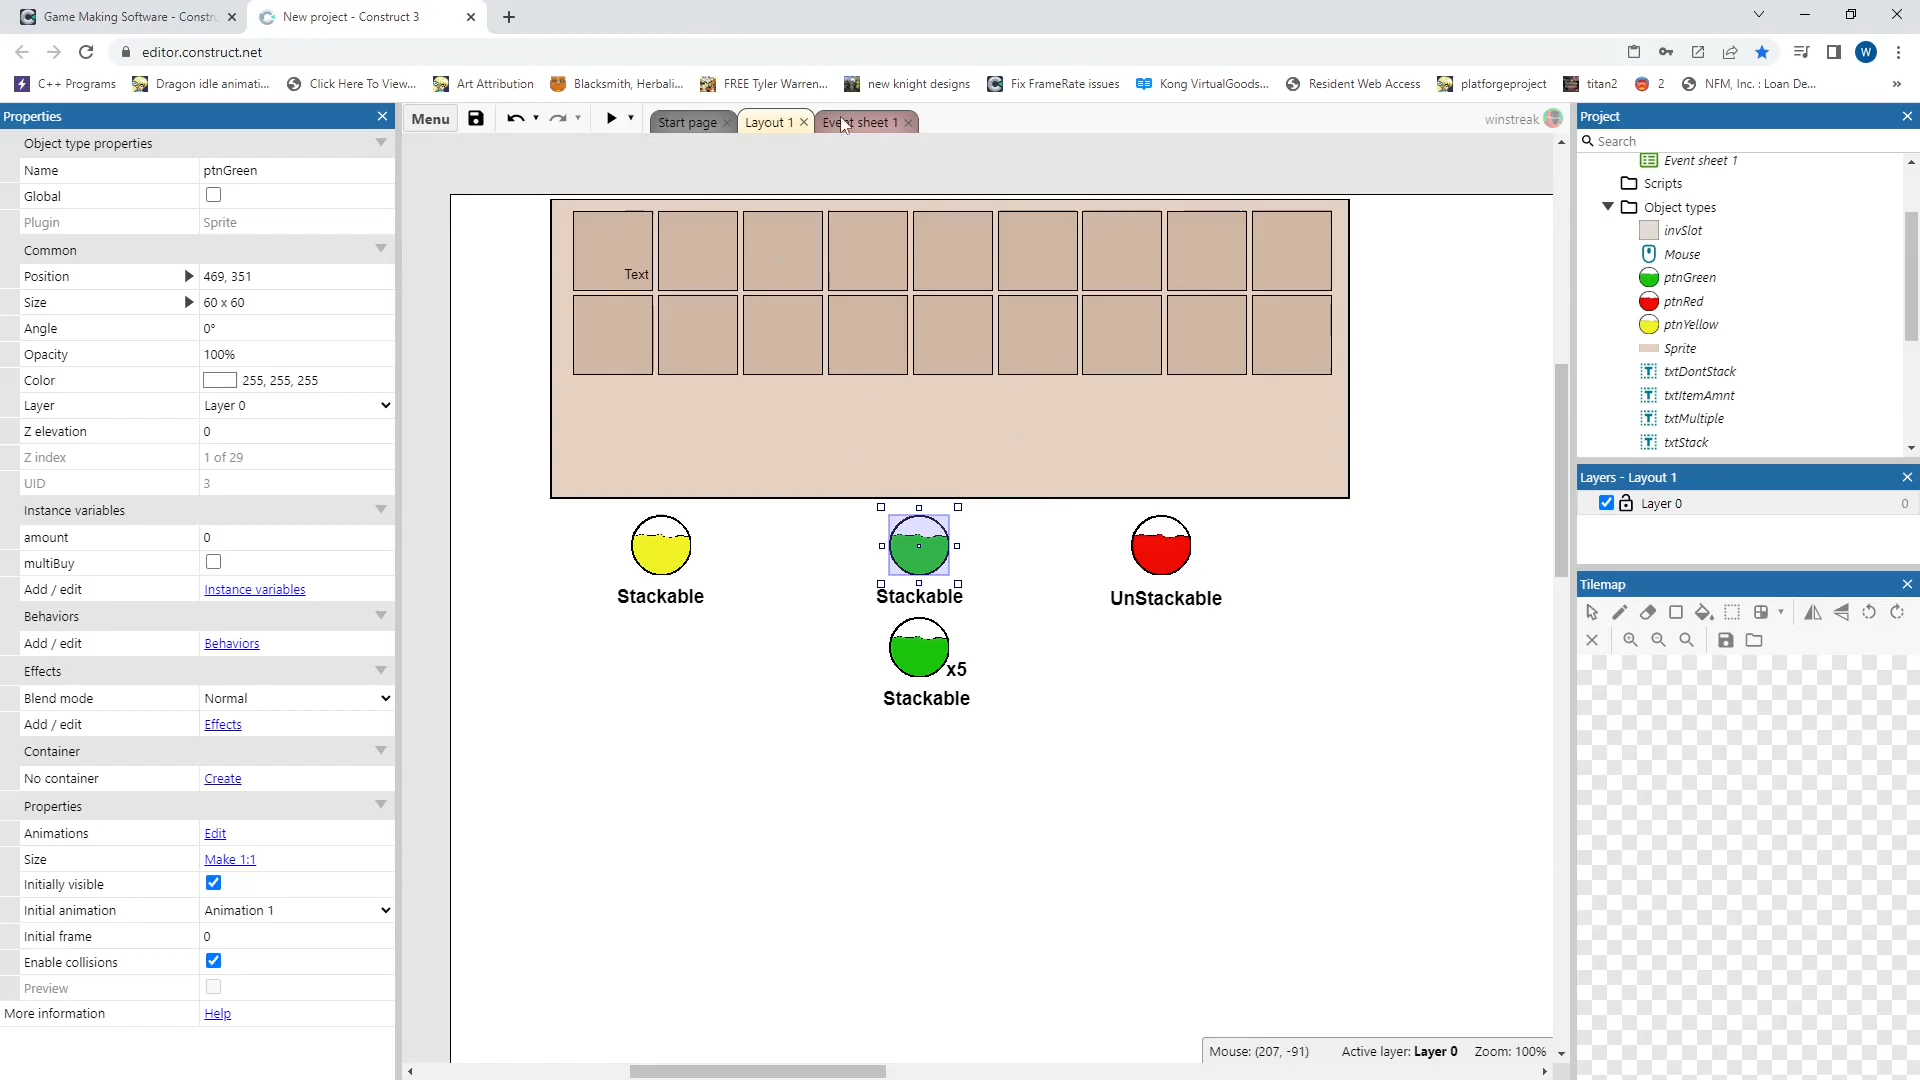 Game Making Software - Constru
New project - Construct 3
editor.construct.net
W
C++ Programs
Dragon idle animati...
Click Here To View...
Art Attribution
Blacksmith, Herbali...
FREE Tyler Warren...
new knight designs
Fix FrameRate issues
Kong VirtualGoods...
Resident Web Access
platforgeproject
titan2
2
NFM, Inc. : Loan De...
»
Properties
Menu
Start page
Layout 1
Event sheet 1
winstreak
Project
Object type properties
Name ptnGreen
Global
Plugin Sprite
Common
Position 469, 351
Size 60 x 60
Angle 0°
Opacity 100%
Color 255, 255, 255
Layer Layer 0
Z elevation 0
Z index 1 of 29
UID 3
Instance variables
amount 0
multiBuy
Add / edit Instance variables
Behaviors
Add / edit Behaviors
Effects
Blend mode Normal
Add / edit Effects
Container
No container Create
Properties
Animations Edit
Size Make 1:1
Initially visible
Initial animation Animation 1
Initial frame 0
Enable collisions
Preview
More information Help
Text
Stackable
Stackable
UnStackable
x5
Stackable
Mouse: (207, -91) Active layer: Layer 0 Zoom: 100%
Search
Event sheet 1
Scripts
Object types
invSlot
Mouse
ptnGreen
ptnRed
ptnYellow
Sprite
txtDontStack
txtItemAmnt
txtMultiple
txtStack
Layers - Layout 1
Layer 0 0
Tilemap